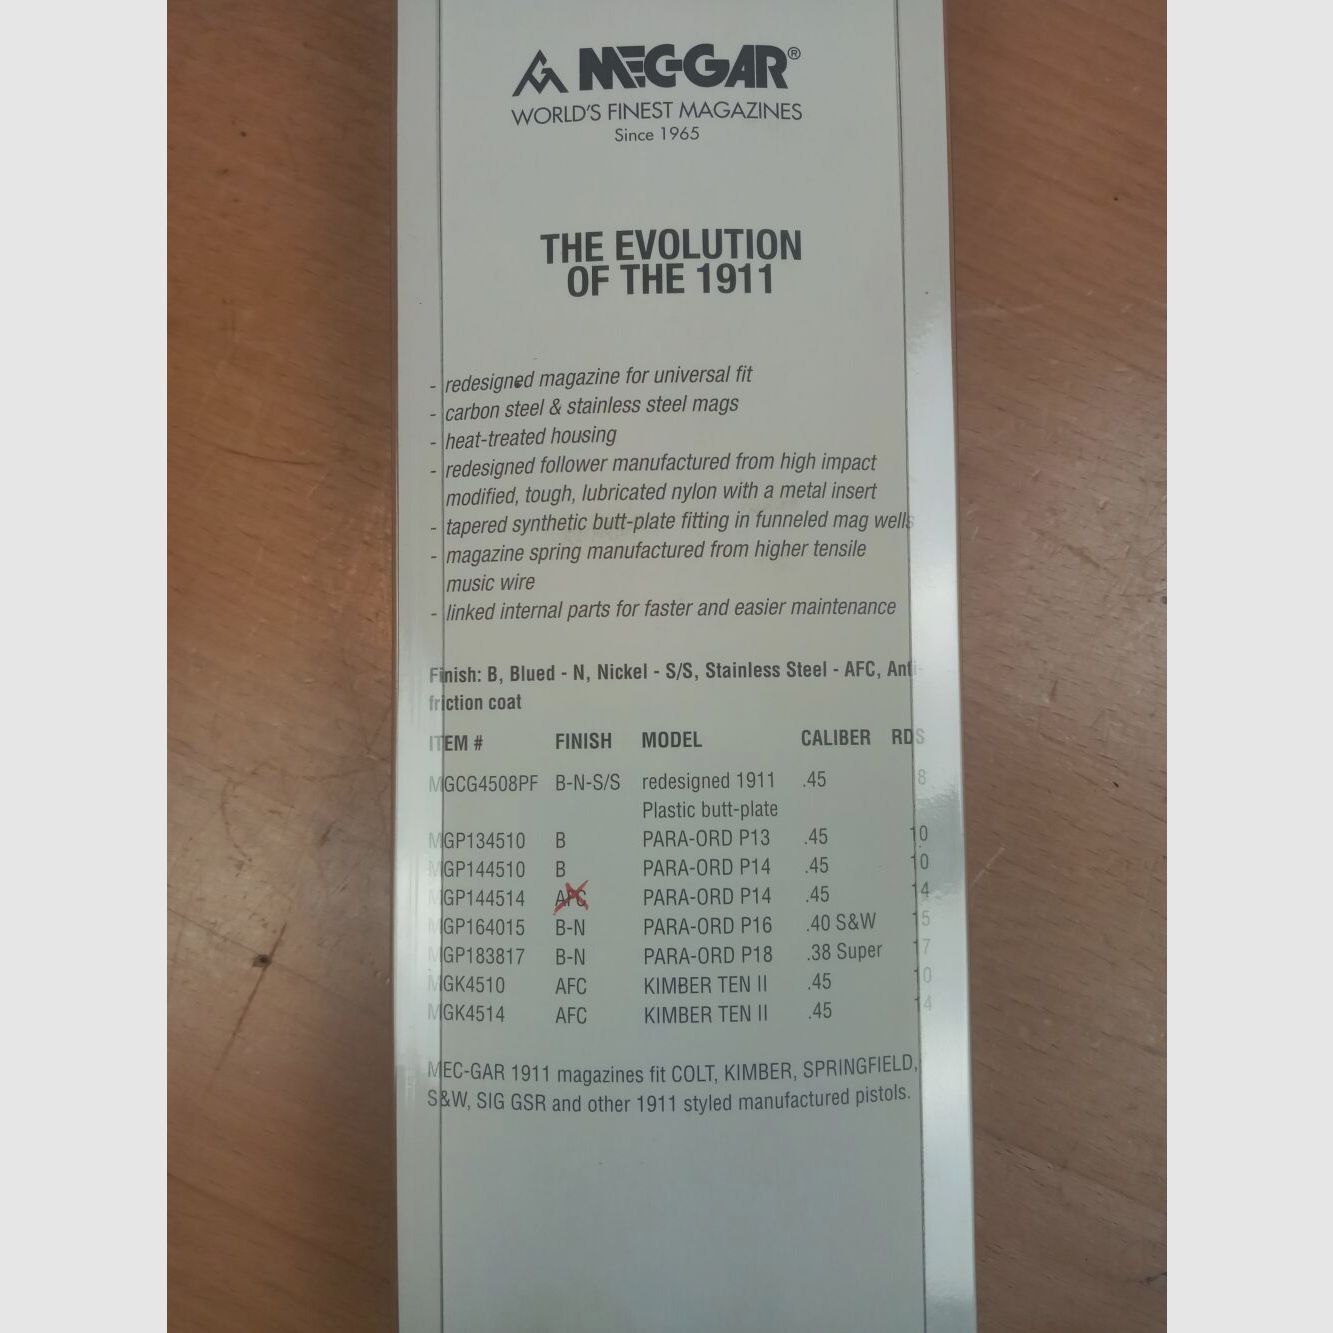 MEC-GAR®
WORLD'S FINEST MAGAZINES
Since 1965
THE EVOLUTION
OF THE 1911
- redesigned magazine for universal fit
- carbon steel & stainless steel mags
- heat-treated housing
- redesigned follower manufactured from high impact
modified, tough, lubricated nylon with a metal insert
- tapered synthetic butt-plate fitting in funneled mag wells
- magazine spring manufactured from higher tensile
music wire
- linked internal parts for faster and easier maintenance
Finish: B, Blued - N, Nickel - S/S, Stainless Steel - AFC, Anti-
friction coat
ITEM # FINISH MODEL CALIBER RDS
MGCG4508PF B-N-S/S redesigned 1911 .45 8
Plastic butt-plate
MGP134510 B PARA-ORD P13 .45 10
MGP144510 B PARA-ORD P14 .45 10
MGP144514 AFC PARA-ORD P14 .45 14
MGP164015 B-N PARA-ORD P16 .40 S&W 15
MGP183817 B-N PARA-ORD P18 .38 Super 17
MGK4510 AFC KIMBER TEN II .45 10
MGK4514 AFC KIMBER TEN II .45 14
MEC-GAR 1911 magazines fit COLT, KIMBER, SPRINGFIELD,
S&W, SIG GSR and other 1911 styled manufactured pistols.